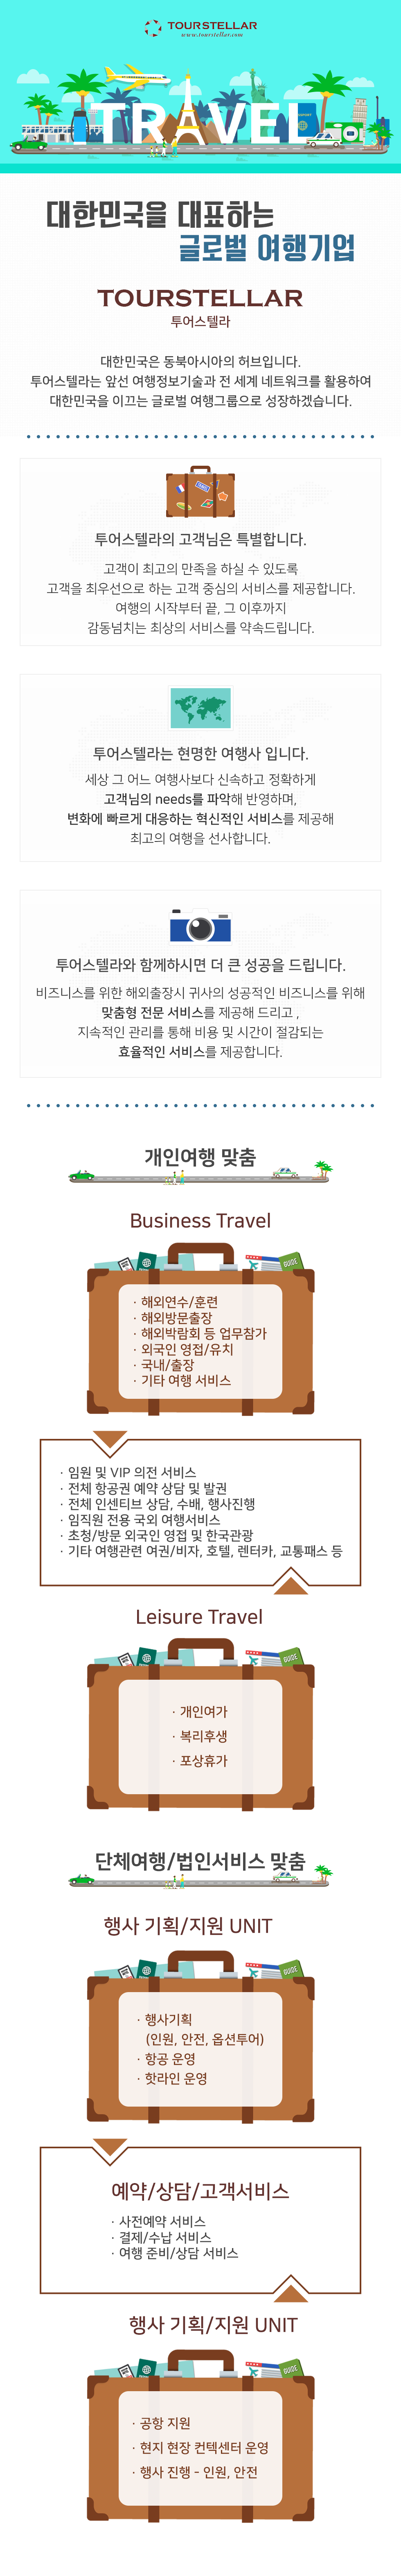 TOURSTELLAR
www.tourstellar.com
TRAVEL
대한민국을 대표하는
글로벌 여행기업
TOURSTELLAR
투어스텔라
대한민국은 동북아시아의 허브입니다.
투어스텔라는 앞선 여행정보기술과 전 세계 네트워크를 활용하여
대한민국을 이끄는 글로벌 여행그룹으로 성장하겠습니다.
투어스텔라의 고객님은 특별합니다.
고객이 최고의 만족을 하실 수 있도록
고객을 최우선으로 하는 고객 중심의 서비스를 제공합니다.
여행의 시작부터 끝, 그 이후까지
감동넘치는 최상의 서비스를 약속드립니다.
투어스텔라는 현명한 여행사 입니다.
세상 그 어느 여행사보다 신속하고 정확하게
고객님의 needs를 파악해 반영하며,
변화에 빠르게 대응하는 혁신적인 서비스를 제공해
최고의 여행을 선사합니다.
투어스텔라와 함께하시면 더 큰 성공을 드립니다.
비즈니스를 위한 해외출장시 귀사의 성공적인 비즈니스를 위해
맞춤형 전문 서비스를 제공해 드리고 ,
지속적인 관리를 통해 비용 및 시간이 절감되는
효율적인 서비스를 제공합니다.
개인여행 맞춤
Business Travel
GUIDE
· 해외연수/훈련
· 해외방문출장
· 해외박람회 등 업무참가
· 외국인 영접/유치
· 국내/출장
· 기타 여행 서비스
· 임원 및 VIP 의전 서비스
· 전체 항공권 예약 상담 및 발권
· 전체 인센티브 상담, 수배, 행사진행
· 임직원 전용 국외 여행서비스
· 초청/방문 외국인 영접 및 한국관광
· 기타 여행관련 여권/비자, 호텔, 렌터카, 교통패스 등
Leisure Travel
GUIDE
· 개인여가
· 복리후생
· 포상휴가
단체여행/법인서비스 맞춤
행사 기획/지원 UNIT
GUIDE
· 행사기획
(인원, 안전, 옵션투어)
· 항공 운영
· 핫라인 운영
예약/상담/고객서비스
· 사전예약 서비스
· 결제/수납 서비스
· 여행 준비/상담 서비스
행사 기획/지원 UNIT
GUIDE
· 공항 지원
· 현지 현장 컨텍센터 운영
· 행사 진행 - 인원, 안전